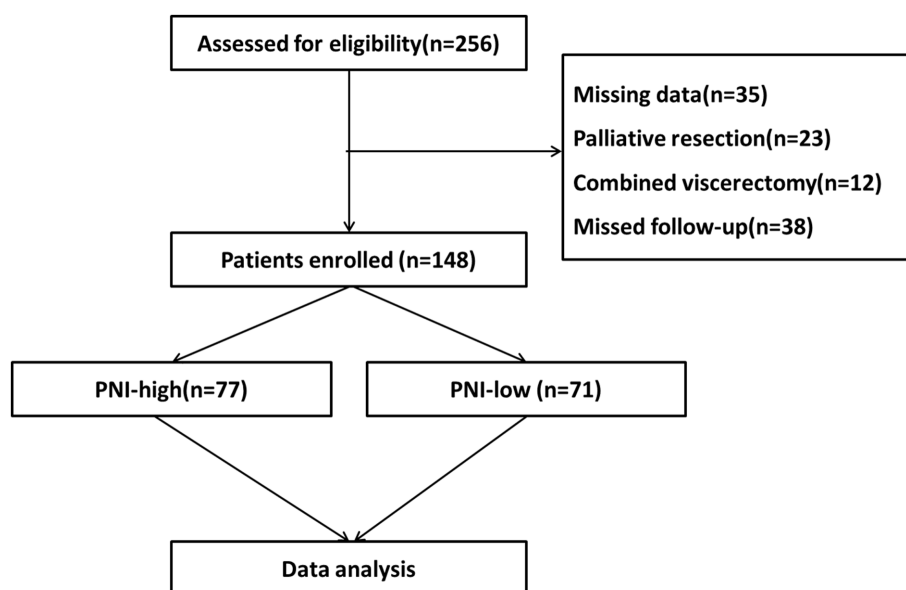 Assessed for eligibility(n=256)
Missing data(n=35)
Palliative resection(n=23)
Combined viscerectomy(n=12)
Missed follow-up(n=38)
Patients enrolled (n=148)
PNI-high(n=77)
PNI-low (n=71)
Data analysis